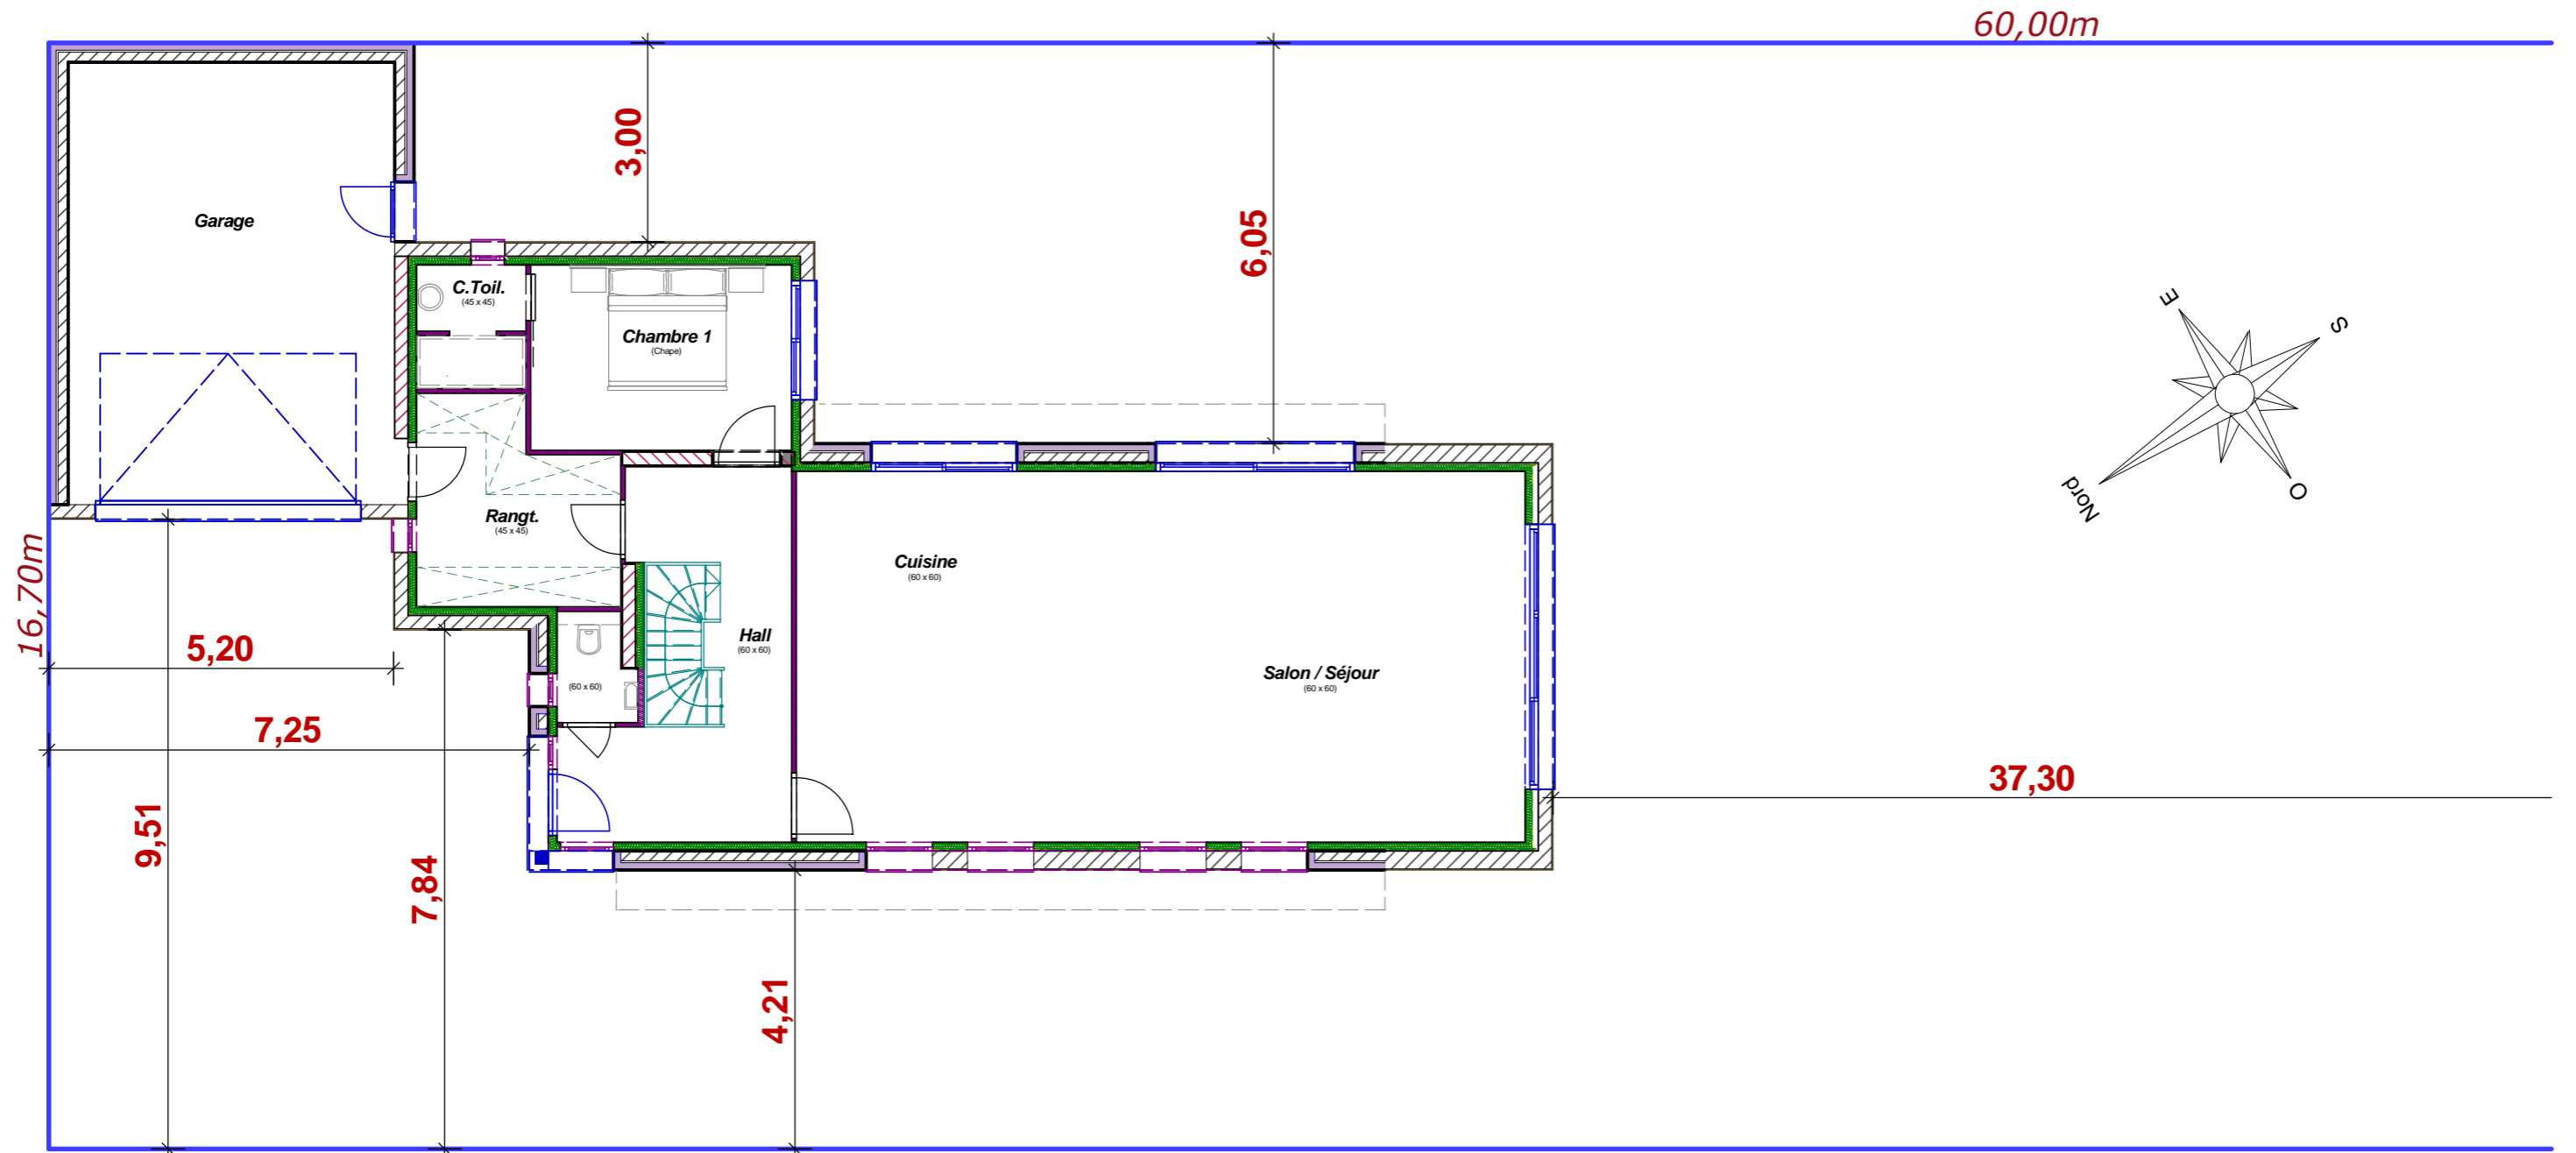 60,00m
3,00
6,05
Garage
C.Toil.
(45 x 45)
Chambre 1
(Chape)
E
S
Nord
O
Rangt.
(45 x 45)
Cuisine
(60 x 60)
16,70m
5,20
Hall
(60 x 60)
Salon / Séjour
(60 x 60)
(60 x 60)
7,25
37,30
9,51
7,84
4,21